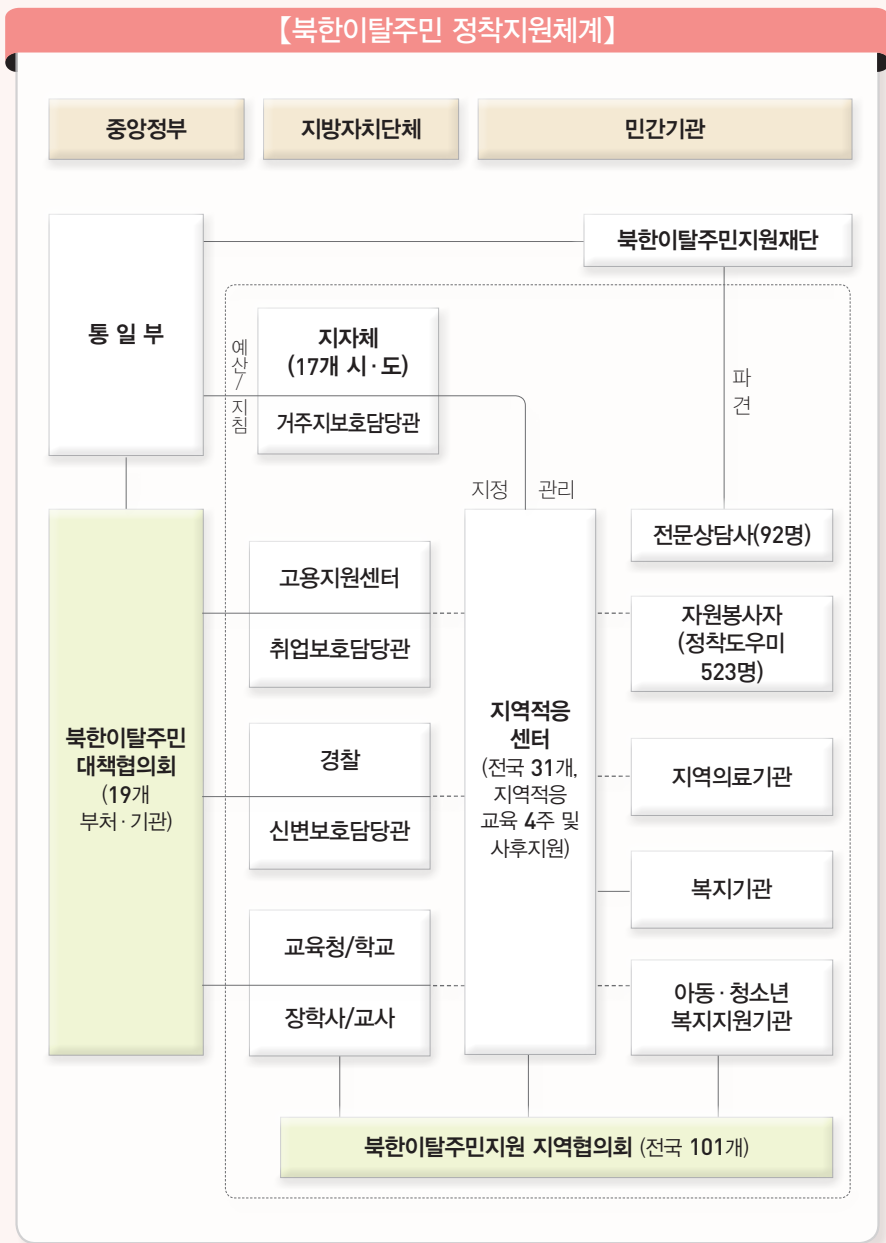 【북한이탈주민 정착지원체계】
중앙정부
지방자치단체
민간기관
통 일 부
북한이탈주민지원재단
예산/지침
지자체
(17개 시·도)
거주지보호담당관
파견
지정 관리
북한이탈주민
대책협의회
(19개
부처·기관)
고용지원센터
취업보호담당관
경찰
신변보호담당관
교육청/학교
장학사/교사
지역적응
센터
(전국 31개,
지역적응
교육 4주 및
사후지원)
전문상담사(92명)
자원봉사자
(정착도우미
523명)
지역의료기관
복지기관
아동·청소년
복지지원기관
북한이탈주민지원 지역협의회 (전국 101개)